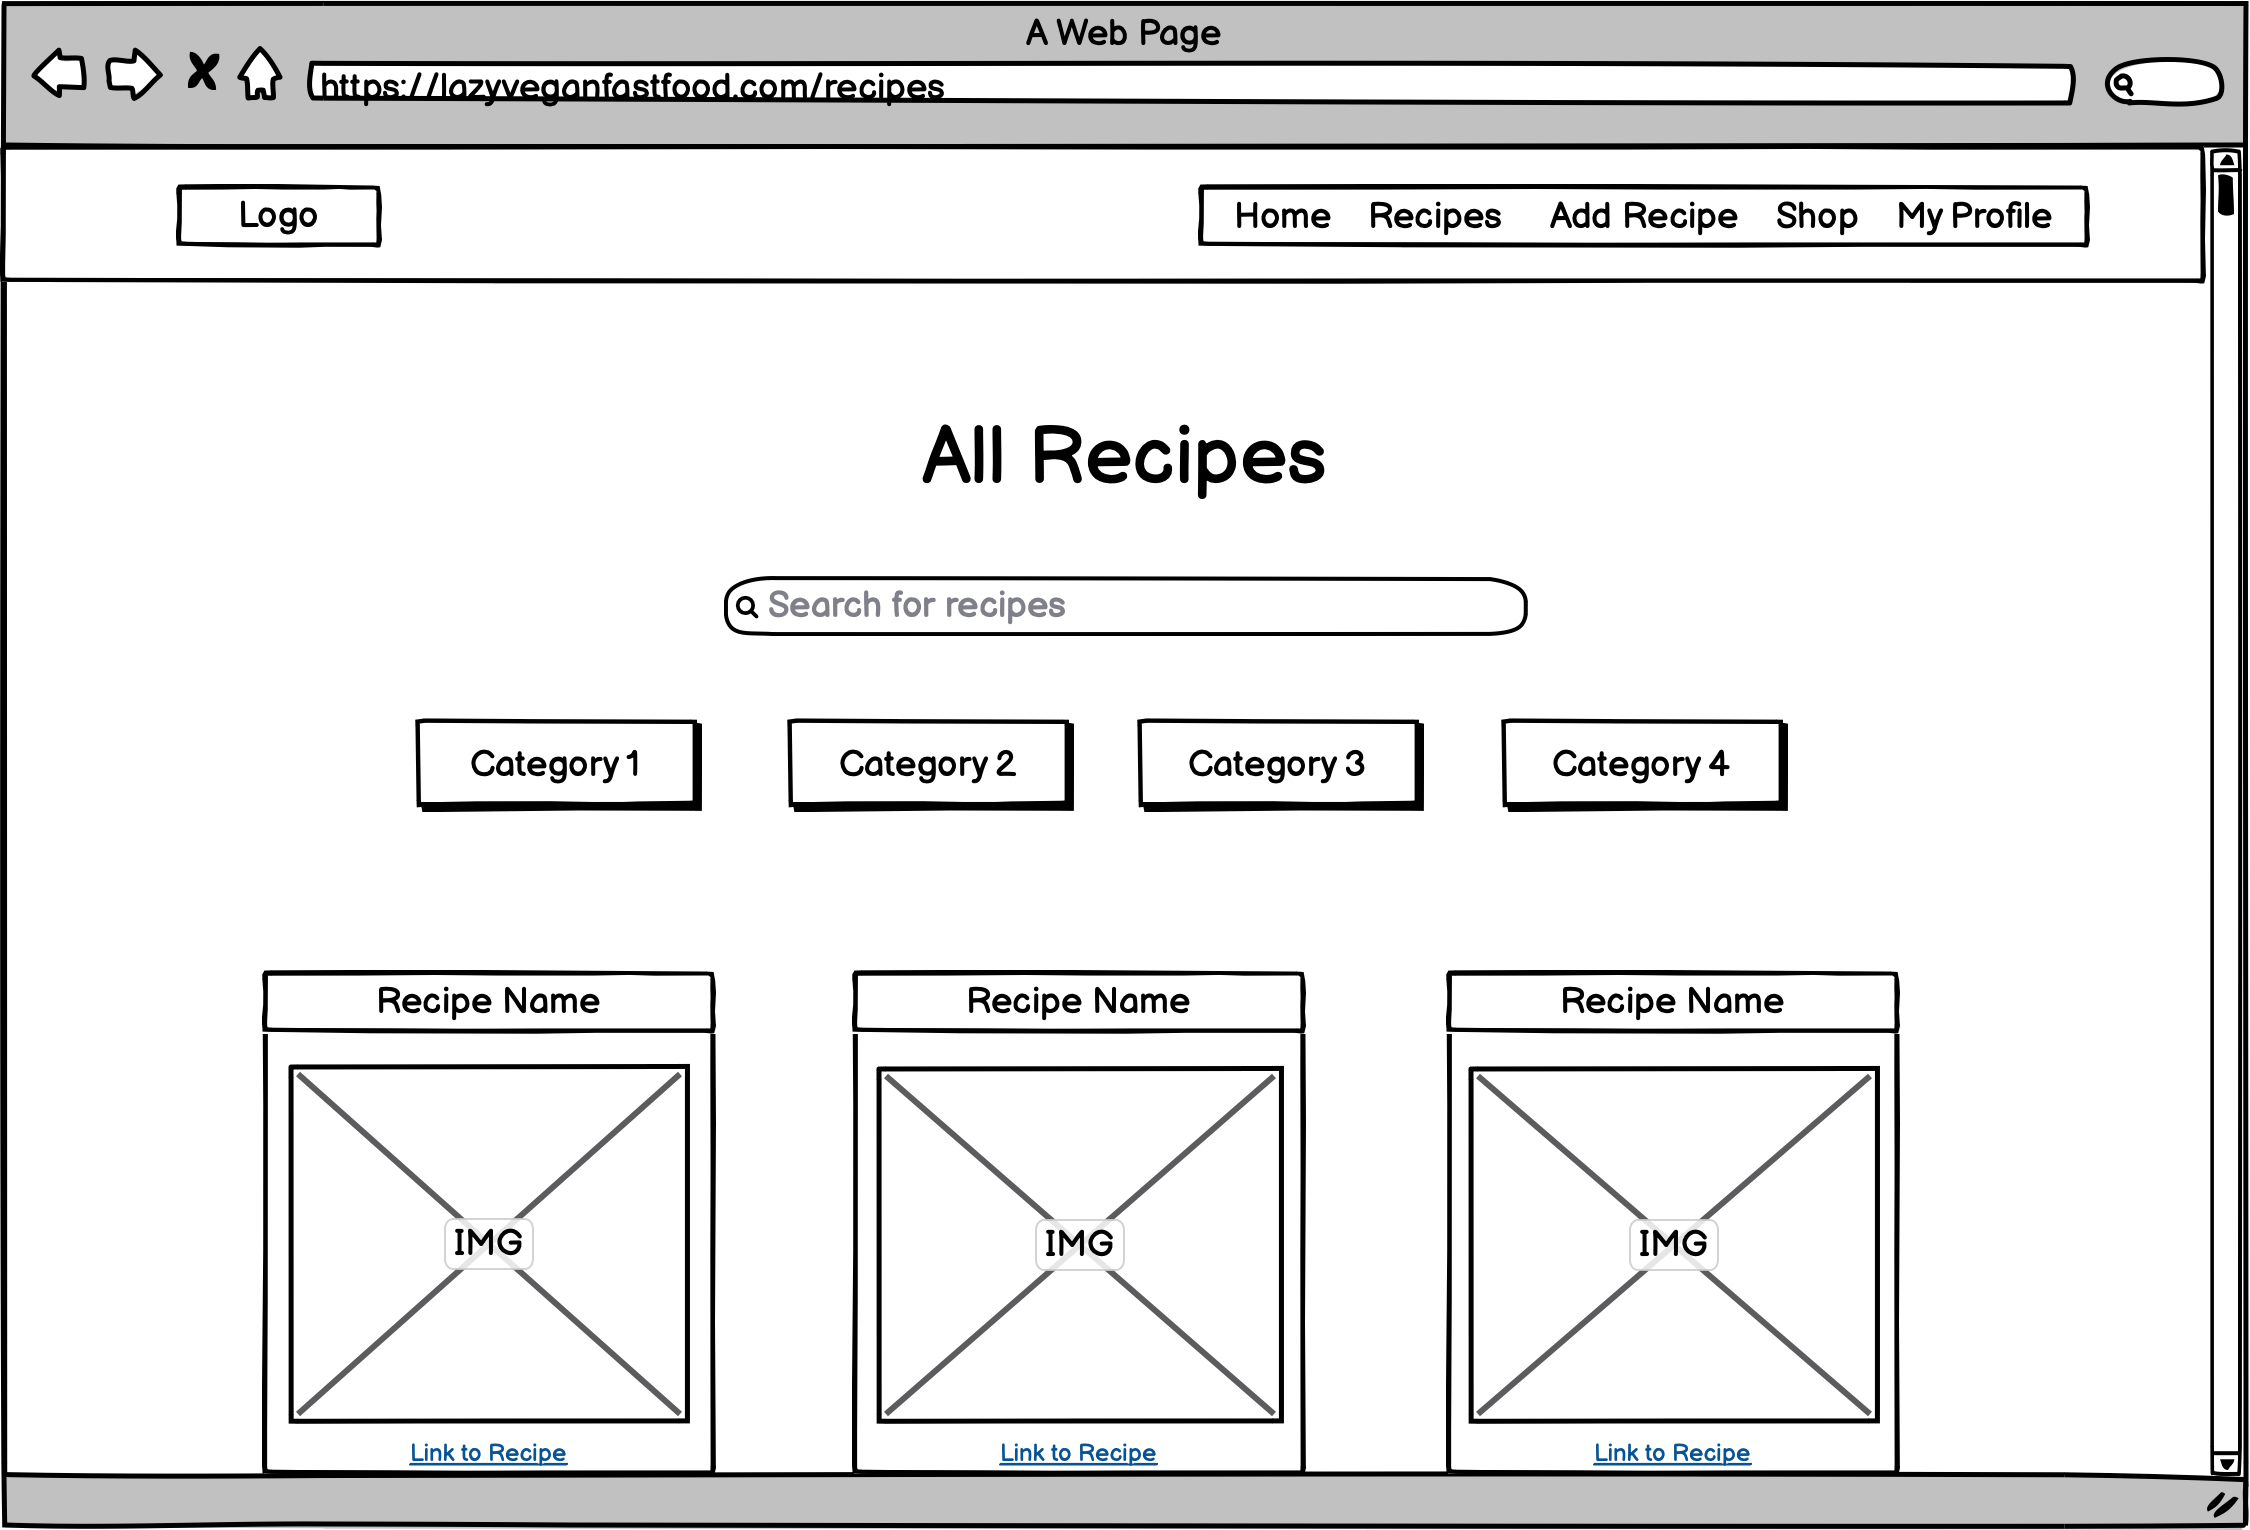 A Web Page
https://lazyveganfastfood.com/recipes
Logo
Home Recipes Add Recipe Shop My Profile
All Recipes
Search for recipes
Category 1 Category 2 Category 3 Category 4
Recipe Name Recipe Name Recipe Name
IMG IMG IMG
Link to Recipe Link to Recipe Link to Recipe